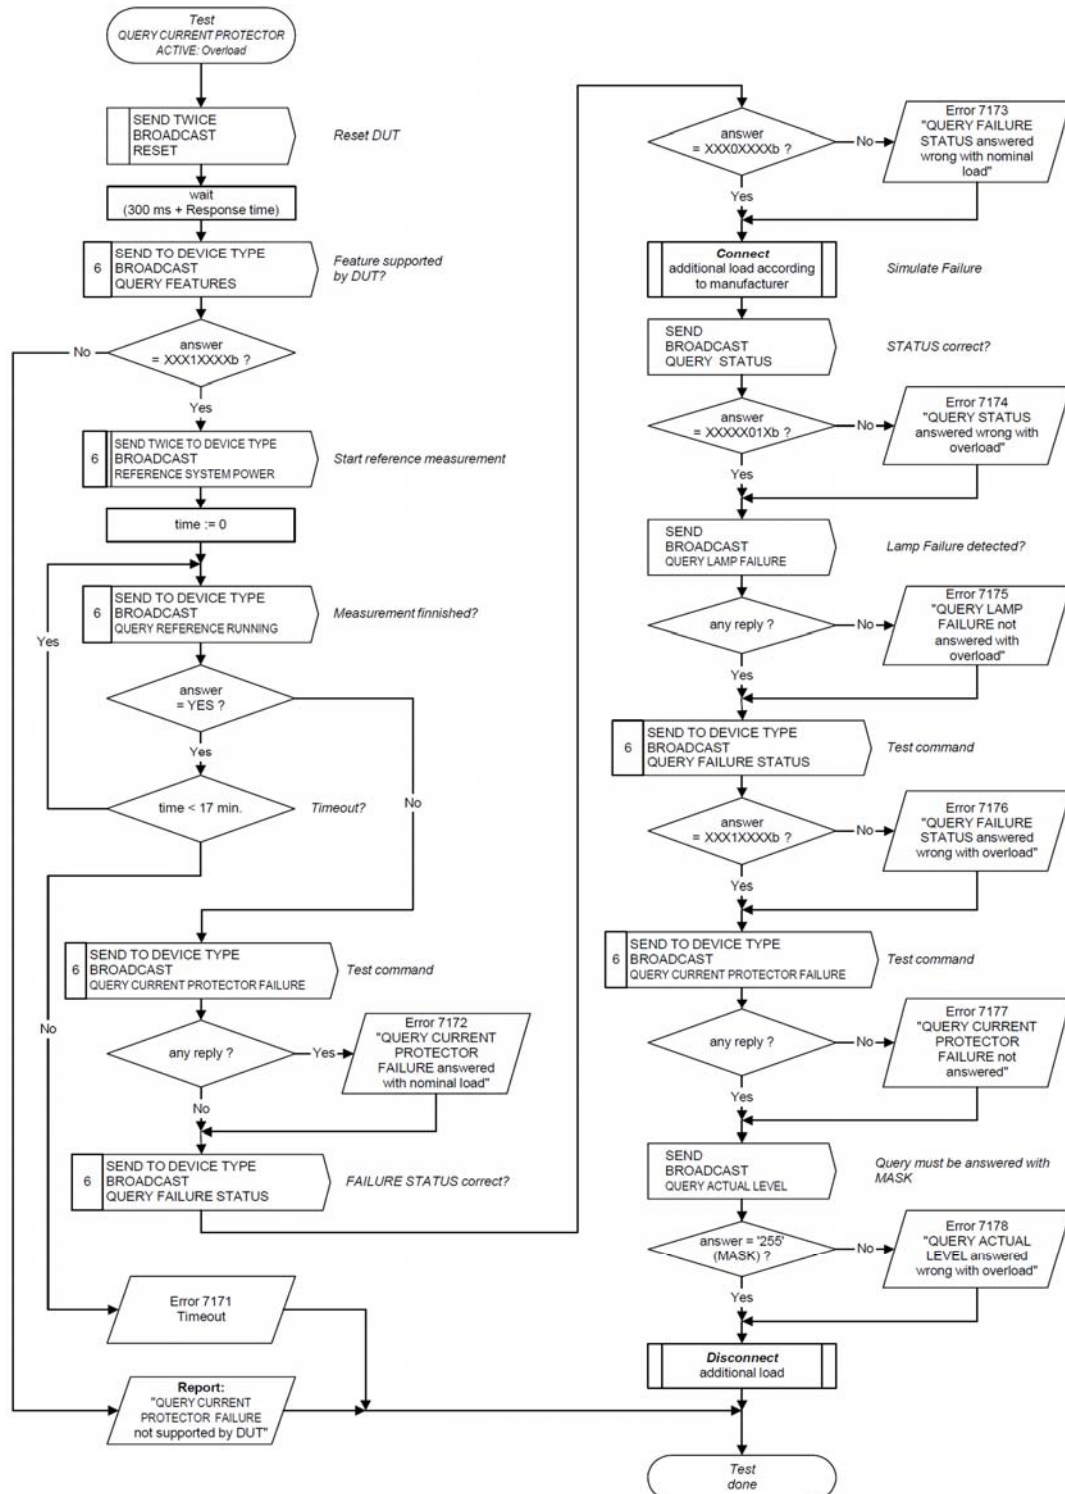 Test
QUERY CURRENT PROTECTOR
ACTIVE: Overload
SEND TWICE
BROADCAST
RESET
Reset DUT
wait
(300 ms + Response time)
6
SEND TO DEVICE TYPE
BROADCAST
QUERY FEATURES
Feature supported
by DUT?
answer
= XXX1XXXXb ?
No
Yes
6
SEND TWICE TO DEVICE TYPE
BROADCAST
REFERENCE SYSTEM POWER
Start reference measurement
time := 0
6
SEND TO DEVICE TYPE
BROADCAST
QUERY REFERENCE RUNNING
Measurement finnished?
Yes
answer
= YES ?
Yes
No
time < 17 min.
Timeout?
No
6
SEND TO DEVICE TYPE
BROADCAST
QUERY CURRENT PROTECTOR FAILURE
Test command
any reply ?
Yes
Error 7172
"QUERY CURRENT
PROTECTOR
FAILURE answered
with nominal load"
No
6
SEND TO DEVICE TYPE
BROADCAST
QUERY FAILURE STATUS
FAILURE STATUS correct?
Error 7171
Timeout
Report:
"QUERY CURRENT
PROTECTOR FAILURE
not supported by DUT"
answer
= XXX0XXXXb ?
No
Error 7173
"QUERY FAILURE
STATUS answered
wrong with nominal
load"
Yes
Connect
additional load according
to manufacturer
Simulate Failure
SEND
BROADCAST
QUERY STATUS
STATUS correct?
answer
= XXXXX01Xb ?
No
Error 7174
"QUERY STATUS
answered wrong with
overload"
Yes
SEND
BROADCAST
QUERY LAMP FAILURE
Lamp Failure detected?
any reply ?
No
Error 7175
"QUERY LAMP
FAILURE not
answered with
overload"
Yes
6
SEND TO DEVICE TYPE
BROADCAST
QUERY FAILURE STATUS
Test command
answer
= XXX1XXXXb ?
No
Error 7176
"QUERY FAILURE
STATUS answered
wrong with overload"
Yes
6
SEND TO DEVICE TYPE
BROADCAST
QUERY CURRENT PROTECTOR FAILURE
Test command
any reply ?
No
Error 7177
"QUERY CURRENT
PROTECTOR
FAILURE not
answered"
Yes
SEND
BROADCAST
QUERY ACTUAL LEVEL
Query must be answered with
MASK
answer = '255'
(MASK) ?
No
Error 7178
"QUERY ACTUAL
LEVEL answered
wrong with overload"
Yes
Disconnect
additional load
Test
done